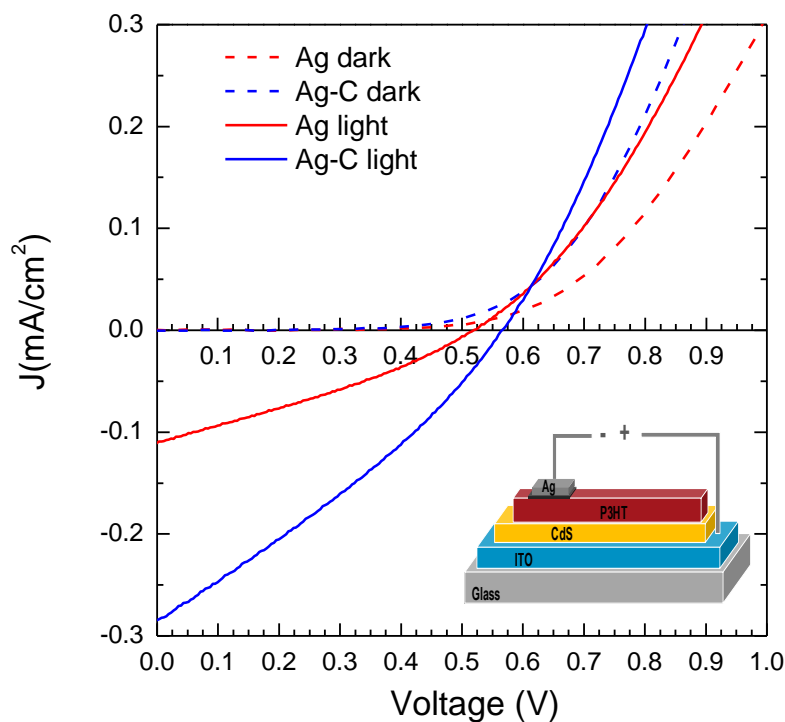 0.3
0.2
0.1
0.0
-0.1
-0.2
-0.3
J(mA/cm²)
Ag dark
Ag-C dark
Ag light
Ag-C light
0.1 0.2 0.3 0.4 0.5 0.6 0.7 0.8 0.9
- +
Ag
P3HT
CdS
ITO
Glass
0.0 0.1 0.2 0.3 0.4 0.5 0.6 0.7 0.8 0.9 1.0
Voltage (V)